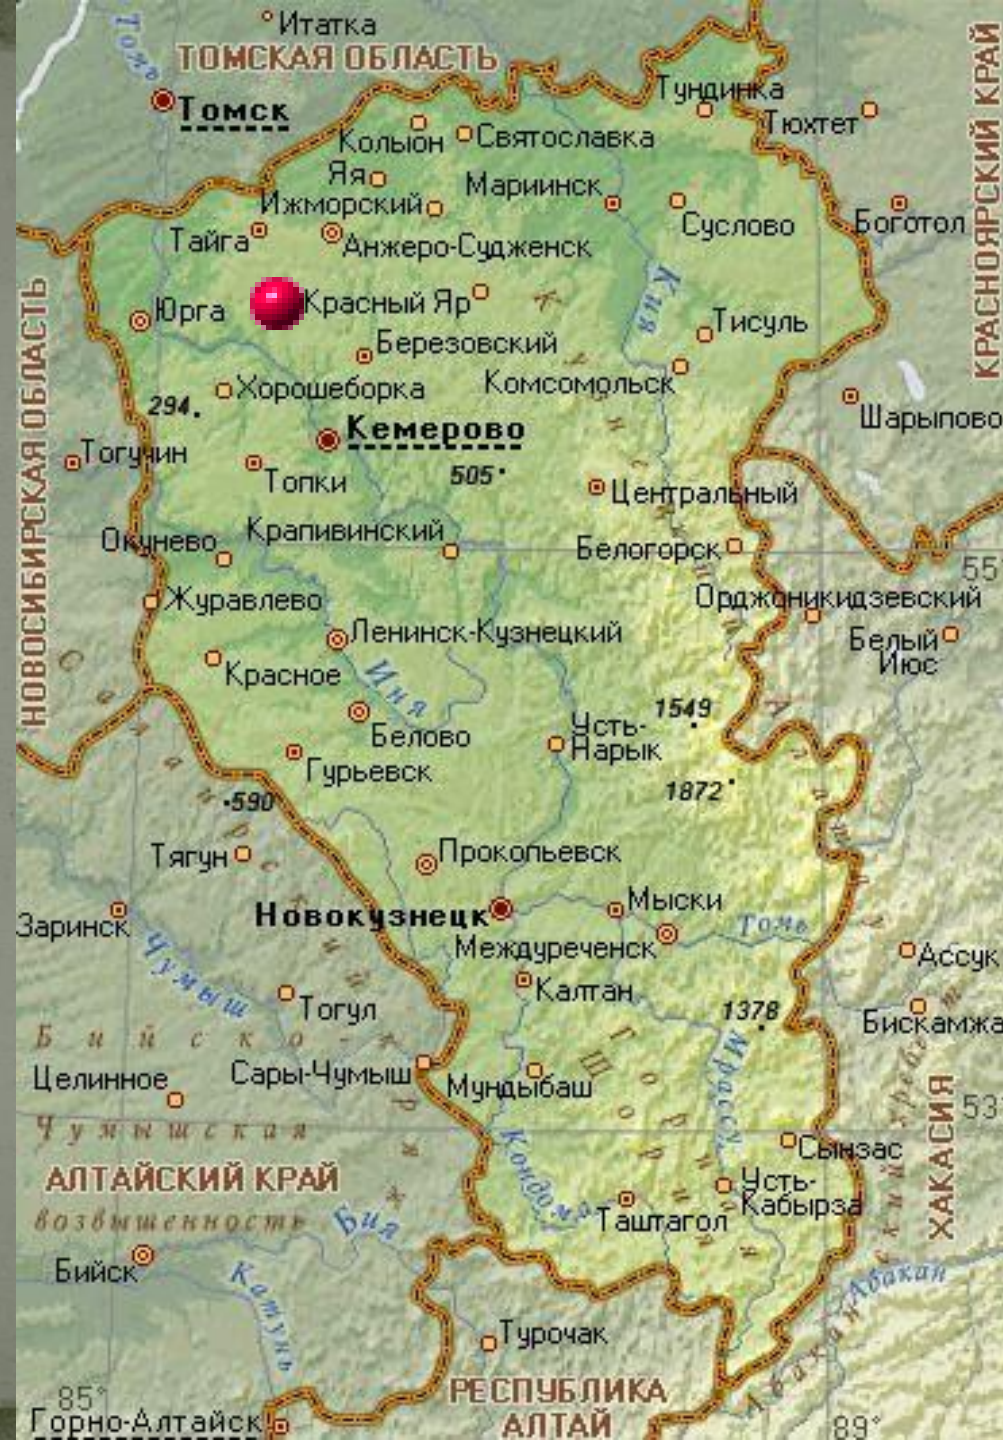 Итатка
Томь
ТОМСКАЯ ОБЛАСТЬ
КРАСНОЯРСКИЙ КРАЙ
Тундинка
Томск
Тюхтет
Колыон
Святославка
Яя
Мариинск
Ижморский
Суслово
Боготол
Тайга
Анжеро-Судженск
Кия
Юрга
Красный Яр
Тисуль
Березовский
Комсомольск
Хорошеборка
294
Шарыпово
Кемерово
НОВОСИБИРСКАЯ ОБЛАСТЬ
Тогучин
505
Топки
Центральный
Крапивинский
Окунево
Белогорск
55°
Журавлево
Орджоникидзевский
Ленинск-Кузнецкий
Белый
Июс
Красное
Иня
1549
Усть-
Нарык
Белово
Гурьевск
1872
590
Тягун
Прокопьевск
Мыски
Новокузнецк
Томь
Заринск
Междуреченск
Чумыш
Ассук
Калтан
Тогул
1378
Бискамжа
Бийско-
Мрассу
Горная
Шория
Целинное
Сары-Чумыш
Мундыбаш
53°
Чумышская
Кондома
Сынзас
АЛТАЙСКИЙ КРАЙ
Усть-
Кабырза
ХАКАСИЯ
возвышенность
Бия
Таштагол
Бийск
Катунь
Абакан
Турочак
85°
РЕСПУБЛИКА
АЛТАЙ
89°
Горно-Алтайск